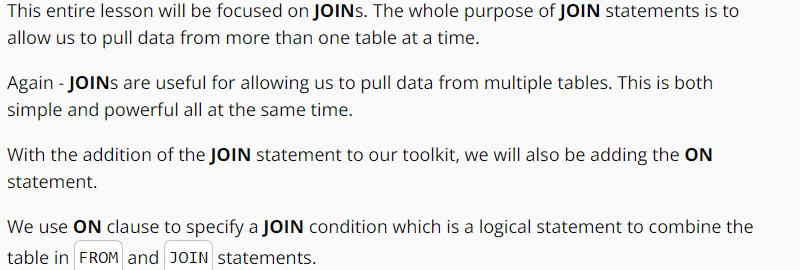 This entire lesson will be focused on JOINs. The whole purpose of JOIN statements is to
allow us to pull data from more than one table at a time.
Again - JOINs are useful for allowing us to pull data from multiple tables. This is both
simple and powerful all at the same time.
With the addition of the JOIN statement to our toolkit, we will also be adding the ON
statement.
We use ON clause to specify a JOIN condition which is a logical statement to combine the
table in FROM and JOIN statements.